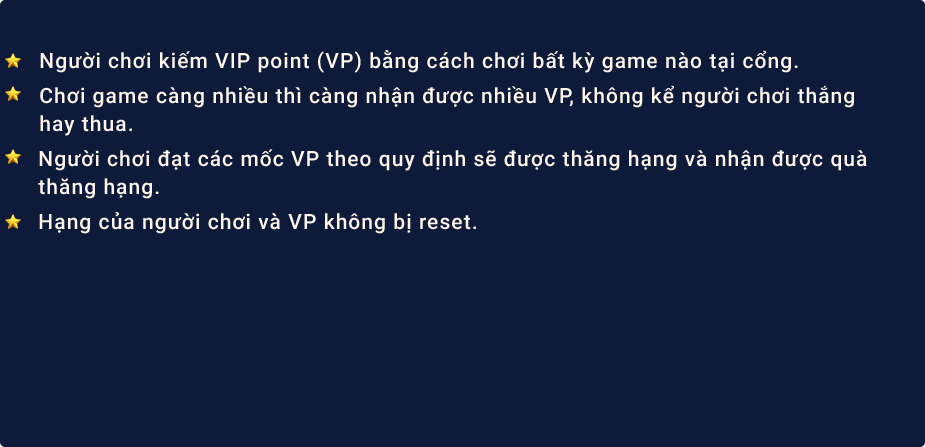 Người chơi kiếm VIP point (VP) bằng cách chơi bất kỳ game nào tại cổng.
Chơi game càng nhiều thì càng nhận được nhiều VP, không kể người chơi thắng
hay thua.
Người chơi đạt các mốc VP theo quy định sẽ được thăng hạng và nhận được quà
thăng hạng.
Hạng của người chơi và VP không bị reset.